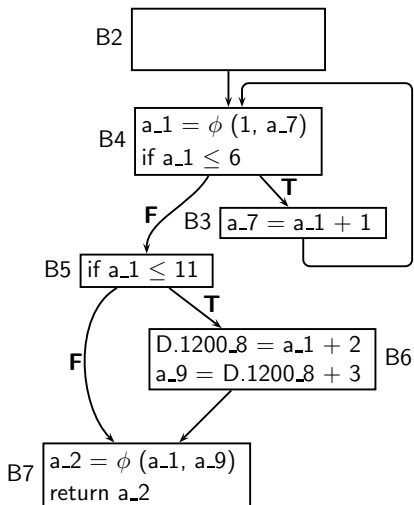 B2
B4
a_1 = ϕ (1, a_7)
if a_1 ≤ 6
T
F
B3
a_7 = a_1 + 1
B5
if a_1 ≤ 11
T
F
D.1200_8 = a_1 + 2
a_9 = D.1200_8 + 3
B6
B7
a_2 = ϕ (a_1, a_9)
return a_2